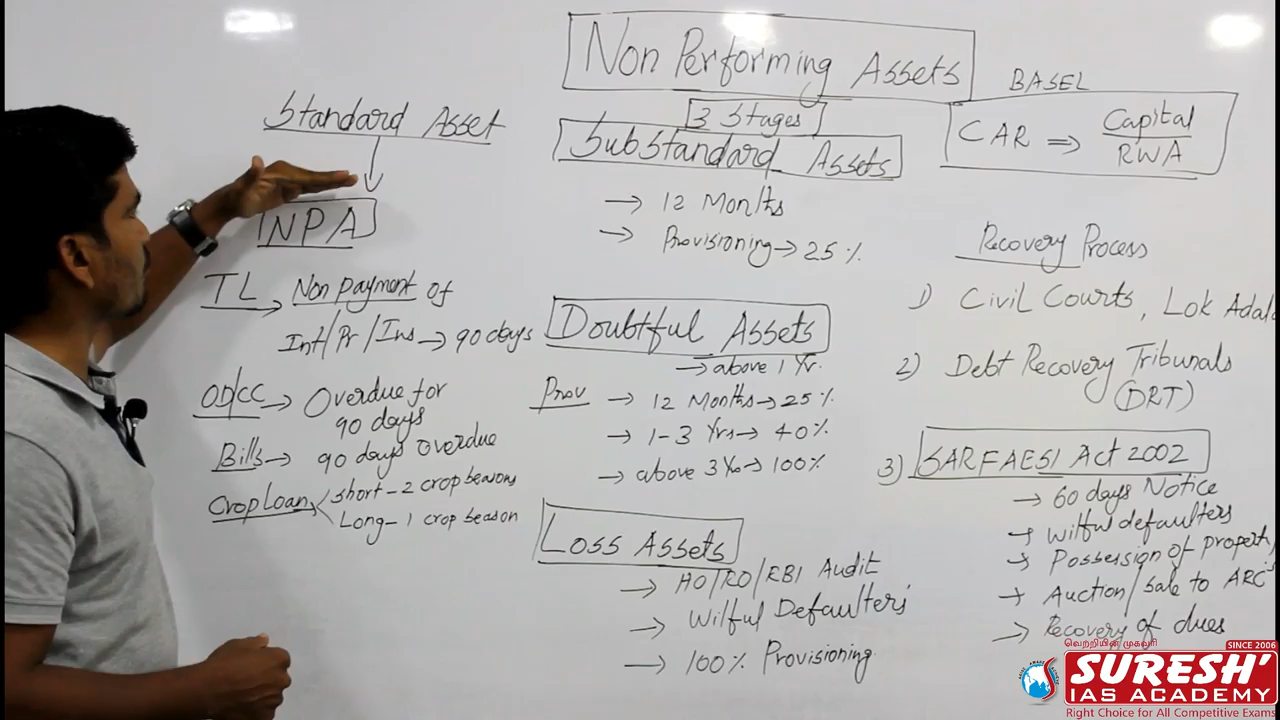 Non Performing Assets
3 Stages
Standard Asset
NPA
TL → Non payment of
Int/Pr/Ins → 90 days
OD/CC → Overdue for
90 days
Bills → 90 days Overdue
Crop Loan
Short - 2 crop seasons
Long - 1 crop season
Substandard Assets
→ 12 Months
→ Provisioning → 25 %
Doubtful Assets
→ above 1 Yr.
Prov → 12 Months → 25 %
→ 1-3 Yrs → 40 %
→ above 3 Yrs → 100%
Loss Assets
→ HO/RO/RBI Audit
→ Wilful Defaulters
→ 100% Provisioning
BASEL
CAR ⇒ Capital
RWA
Recovery Process
1) Civil Courts, Lok Adala
2) Debt Recovery Tribunals
(DRT)
3) SARFAESI Act 2002
→ 60 days Notice
→ Wilful defaulters
→ Possession of Property
→ Auction/Sale to ARC's
→ Recovery of dues
வெற்றியின் முகவரி
SINCE 2006
SURESH'
IAS ACADEMY
Right Choice for All Competitive Exams